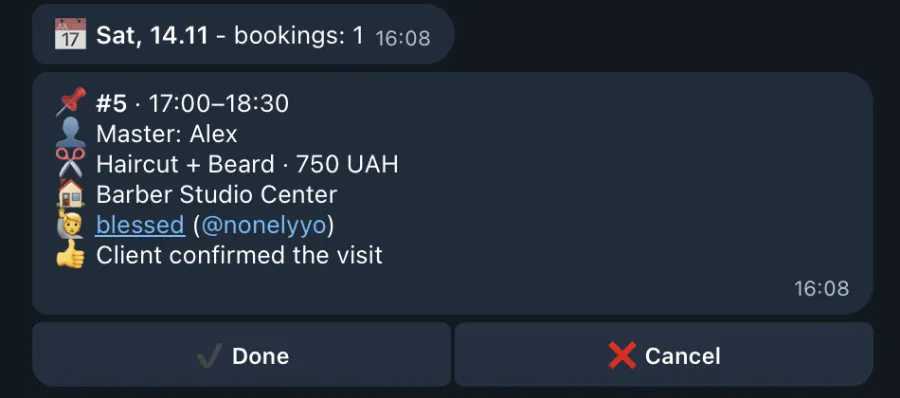 📅 Sat, 14.11 - bookings: 1 16:08
📌 #5 · 17:00–18:30
👤 Master: Alex
✂️ Haircut + Beard · 750 UAH
🏠 Barber Studio Center
🙋 blessed (@nonelyyo)
👍 Client confirmed the visit
16:08
✔️ Done
❌ Cancel